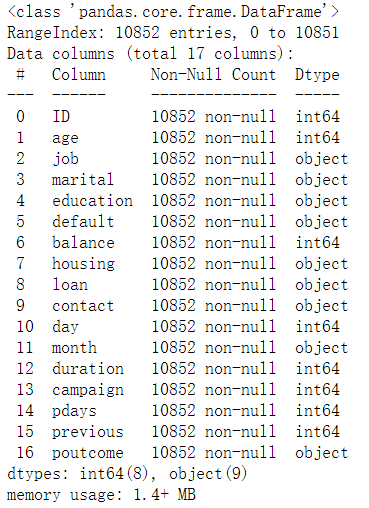 <class 'pandas.core.frame.DataFrame'>
RangeIndex: 10852 entries, 0 to 10851
Data columns (total 17 columns):
 #   Column     Non-Null Count  Dtype
---  ------     --------------  -----
 0   ID         10852 non-null  int64
 1   age        10852 non-null  int64
 2   job        10852 non-null  object
 3   marital    10852 non-null  object
 4   education  10852 non-null  object
 5   default    10852 non-null  object
 6   balance    10852 non-null  int64
 7   housing    10852 non-null  object
 8   loan       10852 non-null  object
 9   contact    10852 non-null  object
 10  day        10852 non-null  int64
 11  month      10852 non-null  object
 12  duration   10852 non-null  int64
 13  campaign   10852 non-null  int64
 14  pdays      10852 non-null  int64
 15  previous   10852 non-null  int64
 16  poutcome   10852 non-null  object
dtypes: int64(8), object(9)
memory usage: 1.4+ MB